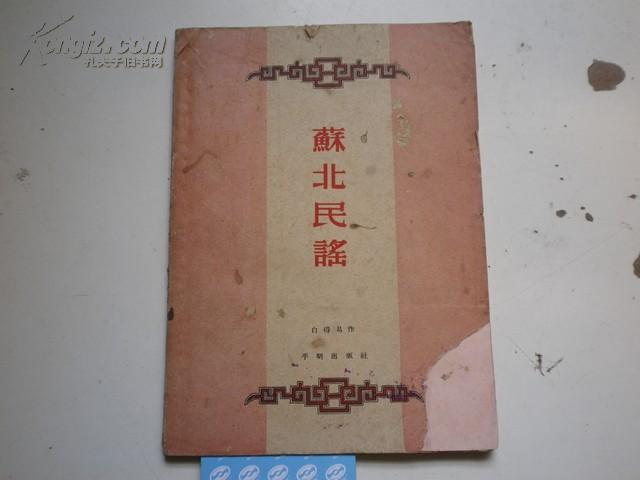 Kongfz.com
孔夫子旧书网
蘇北民謠
白得易作
平明出版社